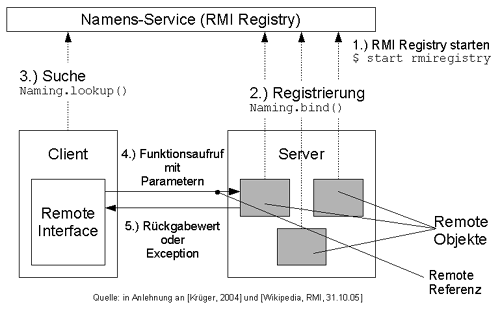 Namens-Service (RMI Registry)
1.) RMI Registry starten
$ start rmiregistry
3.) Suche
Naming.lookup()
2.) Registrierung
Naming.bind()
Client
4.) Funktionsaufruf
mit
Parametern
Server
Remote
Interface
5.) Rückgabewert
oder
Exception
Remote
Objekte
Remote
Referenz
Quelle: in Anlehnung an [Krüger, 2004] und [Wikipedia, RMI, 31.10.05]